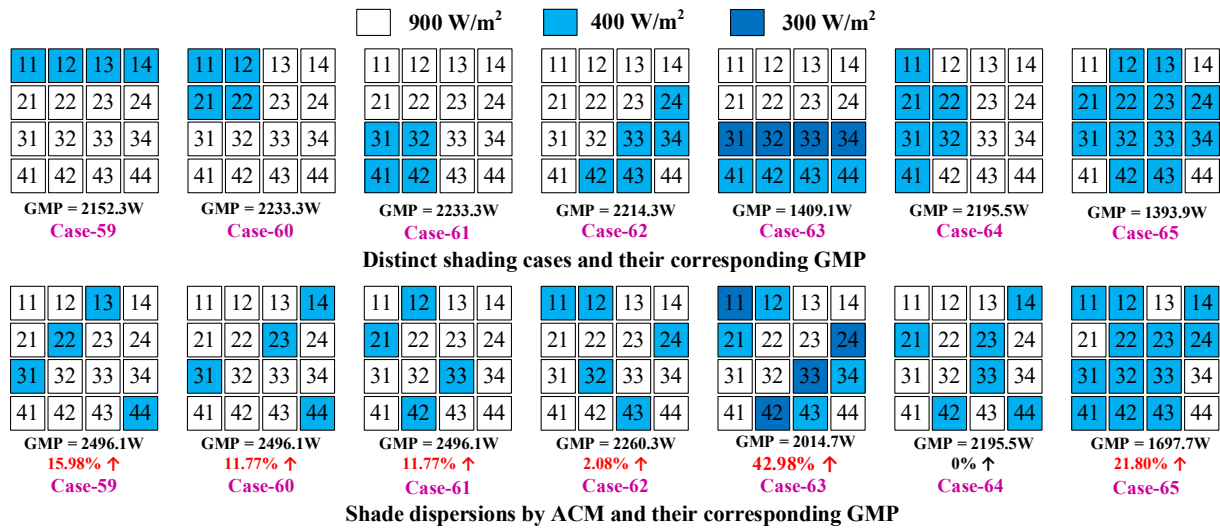 900 W/m² 400 W/m² 300 W/m²
11 12 13 14 11 12 13 14 11 12 13 14 11 12 13 14 11 12 13 14 11 12 13 14 11 12 13 14
21 22 23 24 21 22 23 24 21 22 23 24 21 22 23 24 21 22 23 24 21 22 23 24 21 22 23 24
31 32 33 34 31 32 33 34 31 32 33 34 31 32 33 34 31 32 33 34 31 32 33 34 31 32 33 34
41 42 43 44 41 42 43 44 41 42 43 44 41 42 43 44 41 42 43 44 41 42 43 44 41 42 43 44
GMP = 2152.3W GMP = 2233.3W GMP = 2233.3W GMP = 2214.3W GMP = 1409.1W GMP = 2195.5W GMP = 1393.9W
Case-59 Case-60 Case-61 Case-62 Case-63 Case-64 Case-65
Distinct shading cases and their corresponding GMP
11 12 13 14 11 12 13 14 11 12 13 14 11 12 13 14 11 12 13 14 11 12 13 14 11 12 13 14
21 22 23 24 21 22 23 24 21 22 23 24 21 22 23 24 21 22 23 24 21 22 23 24 21 22 23 24
31 32 33 34 31 32 33 34 31 32 33 34 31 32 33 34 31 32 33 34 31 32 33 34 31 32 33 34
41 42 43 44 41 42 43 44 41 42 43 44 41 42 43 44 41 42 43 44 41 42 43 44 41 42 43 44
GMP = 2496.1W GMP = 2496.1W GMP = 2496.1W GMP = 2260.3W GMP = 2014.7W GMP = 2195.5W GMP = 1697.7W
15.98% ↑ 11.77% ↑ 11.77% ↑ 2.08% ↑ 42.98% ↑ 0% ↑ 21.80% ↑
Case-59 Case-60 Case-61 Case-62 Case-63 Case-64 Case-65
Shade dispersions by ACM and their corresponding GMP